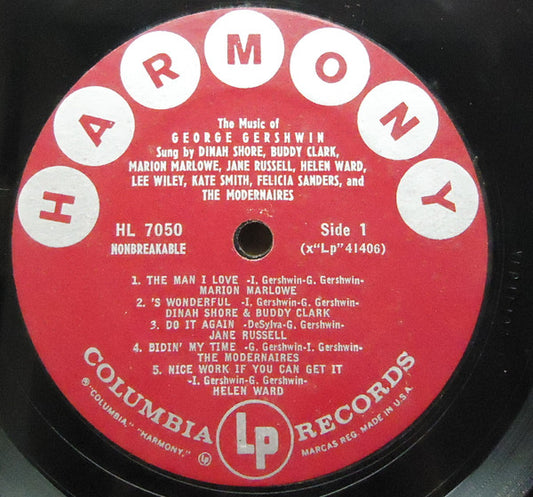 HARMONY
The Music of
GEORGE GERSHWIN
Sung by DINAH SHORE, BUDDY CLARK,
MARION MARLOWE, JANE RUSSELL, HELEN WARD,
LEE WILEY, KATE SMITH, FELICIA SANDERS, and
THE MODERNAIRES
HL 7050
NONBREAKABLE
Side 1
(x"Lp"41406)
1. THE MAN I LOVE -I. Gershwin-G. Gershwin-
MARION MARLOWE
2. 'S WONDERFUL -I. Gershwin-G. Gershwin-
DINAH SHORE & BUDDY CLARK
3. DO IT AGAIN -DeSylva-G. Gershwin-
JANE RUSSELL
4. BIDIN' MY TIME -G. Gershwin-I. Gershwin-
THE MODERNAIRES
5. NICE WORK IF YOU CAN GET IT
-I. Gershwin-G. Gershwin-
HELEN WARD
COLUMBIA Lp RECORDS
® "COLUMBIA," "HARMONY," Lp
MARCAS REG. MADE IN U.S.A.